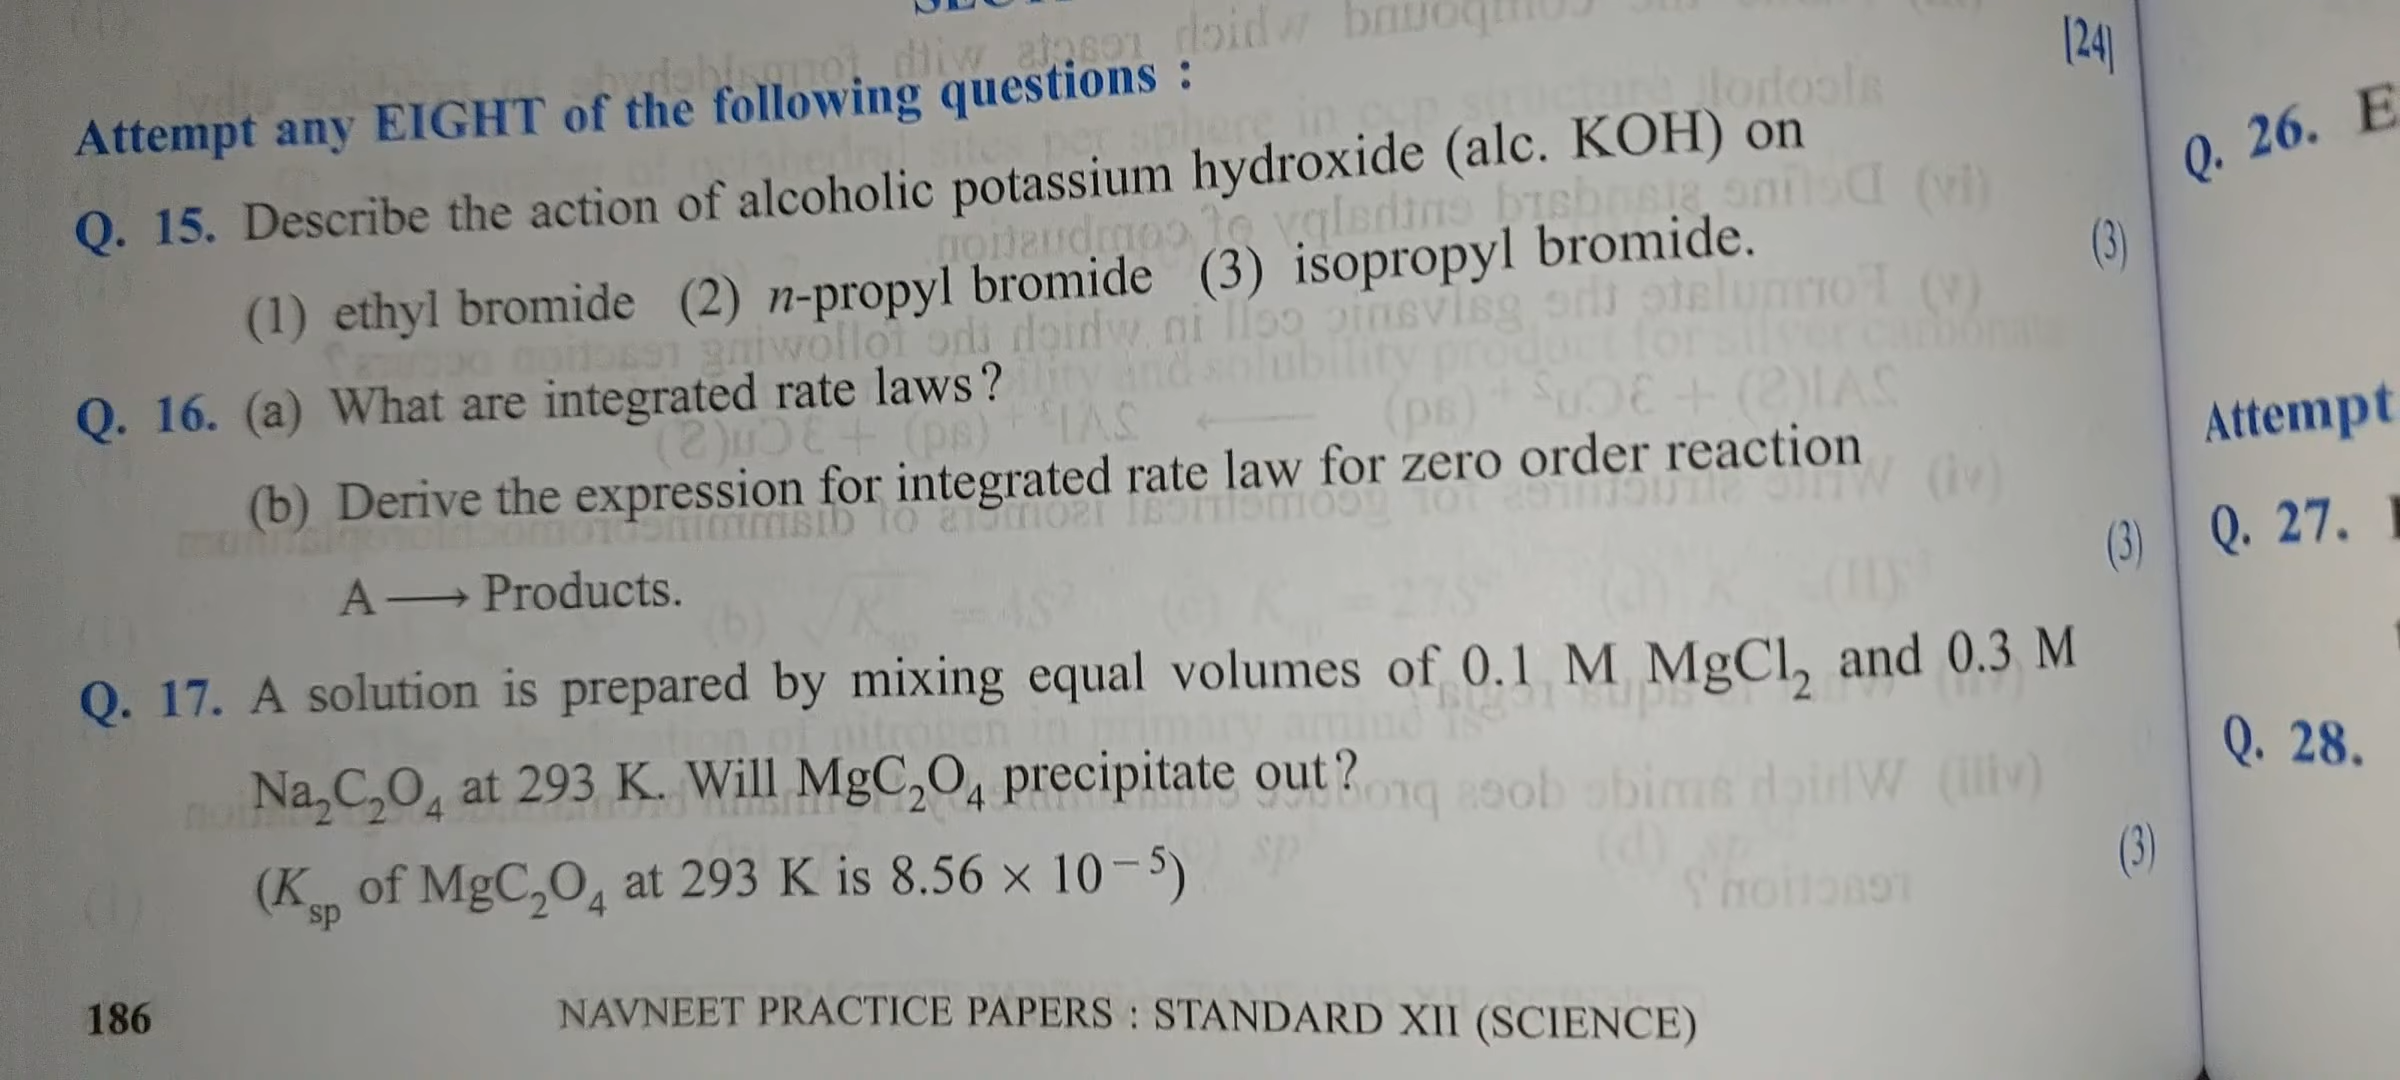 [24]
Attempt any EIGHT of the following questions :
Q. 15. Describe the action of alcoholic potassium hydroxide (alc. KOH) on
(1) ethyl bromide (2) n-propyl bromide (3) isopropyl bromide. (3)
Q. 16. (a) What are integrated rate laws?
(b) Derive the expression for integrated rate law for zero order reaction
A ⟶ Products. (3)
Q. 17. A solution is prepared by mixing equal volumes of 0.1 M MgCl₂ and 0.3 M
Na₂C₂O₄ at 293 K. Will MgC₂O₄ precipitate out?
(Ksp of MgC₂O₄ at 293 K is 8.56 × 10⁻⁵) (3)
186 NAVNEET PRACTICE PAPERS : STANDARD XII (SCIENCE)
Q. 26. E
Attempt
Q. 27.
Q. 28.